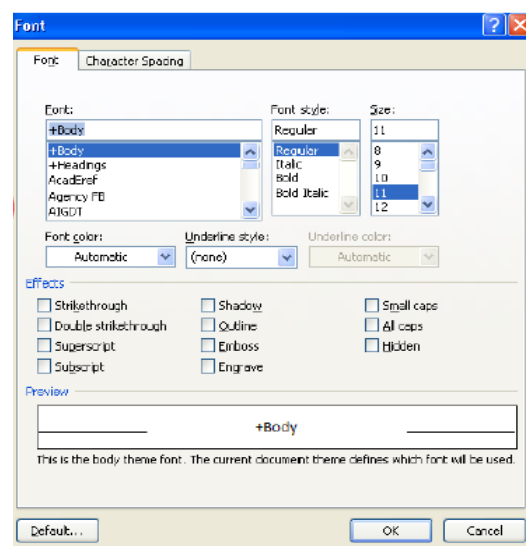 Font
Font Character Spacing
Font: Font style: Size:
+Body Regular 11
+Body Regular 8
+Headings Italic 9
AcadEref Bold 10
Agency FB Bold Italic 11
AIGDT 12
Font color: Underline style: Underline color:
Automatic (none) Automatic
Effects
Strikethrough Shadow Small caps
Double strikethrough Outline All caps
Superscript Emboss Hidden
Subscript Engrave
Preview
+Body
This is the body theme font. The current document theme defines which font will be used.
Default... OK Cancel